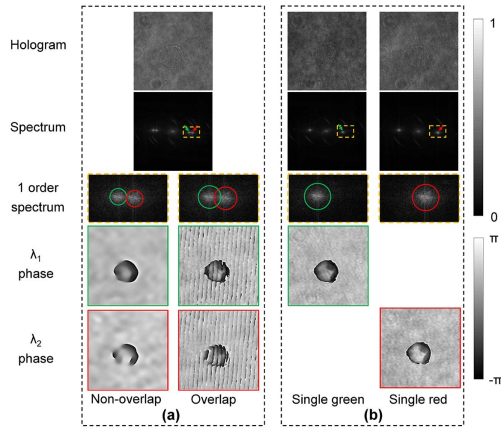 Hologram
Spectrum
1 order
spectrum
λ1
phase
λ2
phase
Non-overlap
Overlap
(a)
Single green
Single red
(b)
1
0
π
-π